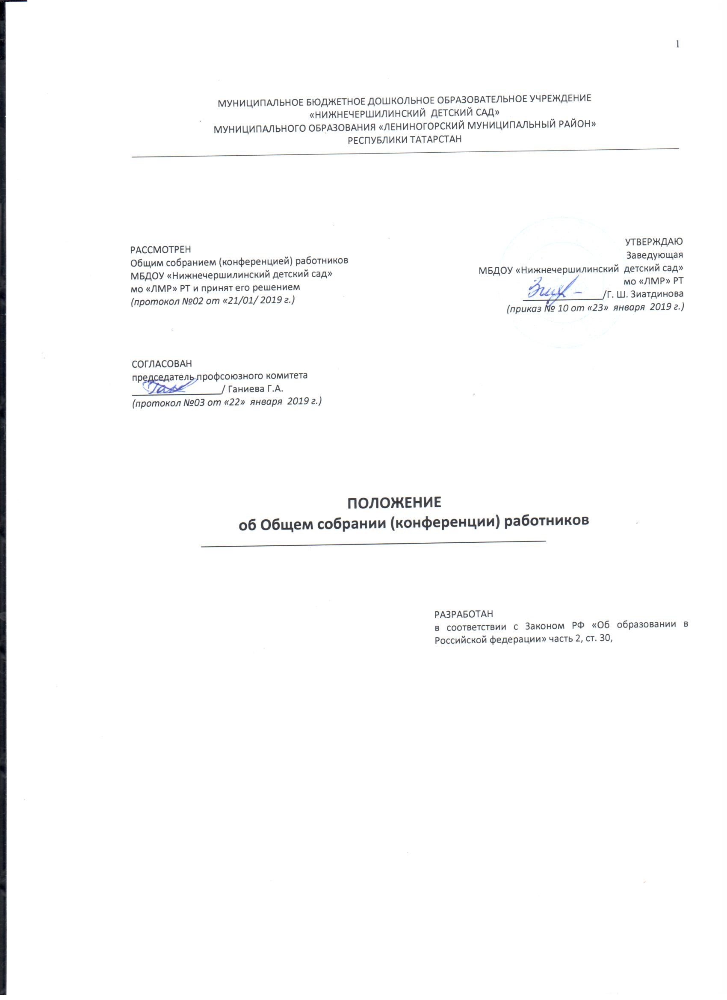 1
МУНИЦИПАЛЬНОЕ БЮДЖЕТНОЕ ДОШКОЛЬНОЕ ОБРАЗОВАТЕЛЬНОЕ УЧРЕЖДЕНИЕ
«НИЖНЕЧЕРШИЛИНСКИЙ ДЕТСКИЙ САД»
МУНИЦИПАЛЬНОГО ОБРАЗОВАНИЯ «ЛЕНИНОГОРСКИЙ МУНИЦИПАЛЬНЫЙ РАЙОН»
РЕСПУБЛИКИ ТАТАРСТАН
РАССМОТРЕН
Общим собранием (конференцией) работников
МБДОУ «Нижнечершилинский детский сад»
мо «ЛМР» РТ и принят его решением
(протокол №02 от «21/01/ 2019 г.)
УТВЕРЖДАЮ
Заведующая
МБДОУ «Нижнечершилинский детский сад»
мо «ЛМР» РТ
/Г. Ш. Зиатдинова
(приказ № 10 от «23» января 2019 г.)
СОГЛАСОВАН
председатель профсоюзного комитета
/ Ганиева Г.А.
(протокол №03 от «22» января 2019 г.)
ПОЛОЖЕНИЕ
об Общем собрании (конференции) работников
РАЗРАБОТАН
в соответствии с Законом РФ «Об образовании в
Российской федерации» часть 2, ст. 30,